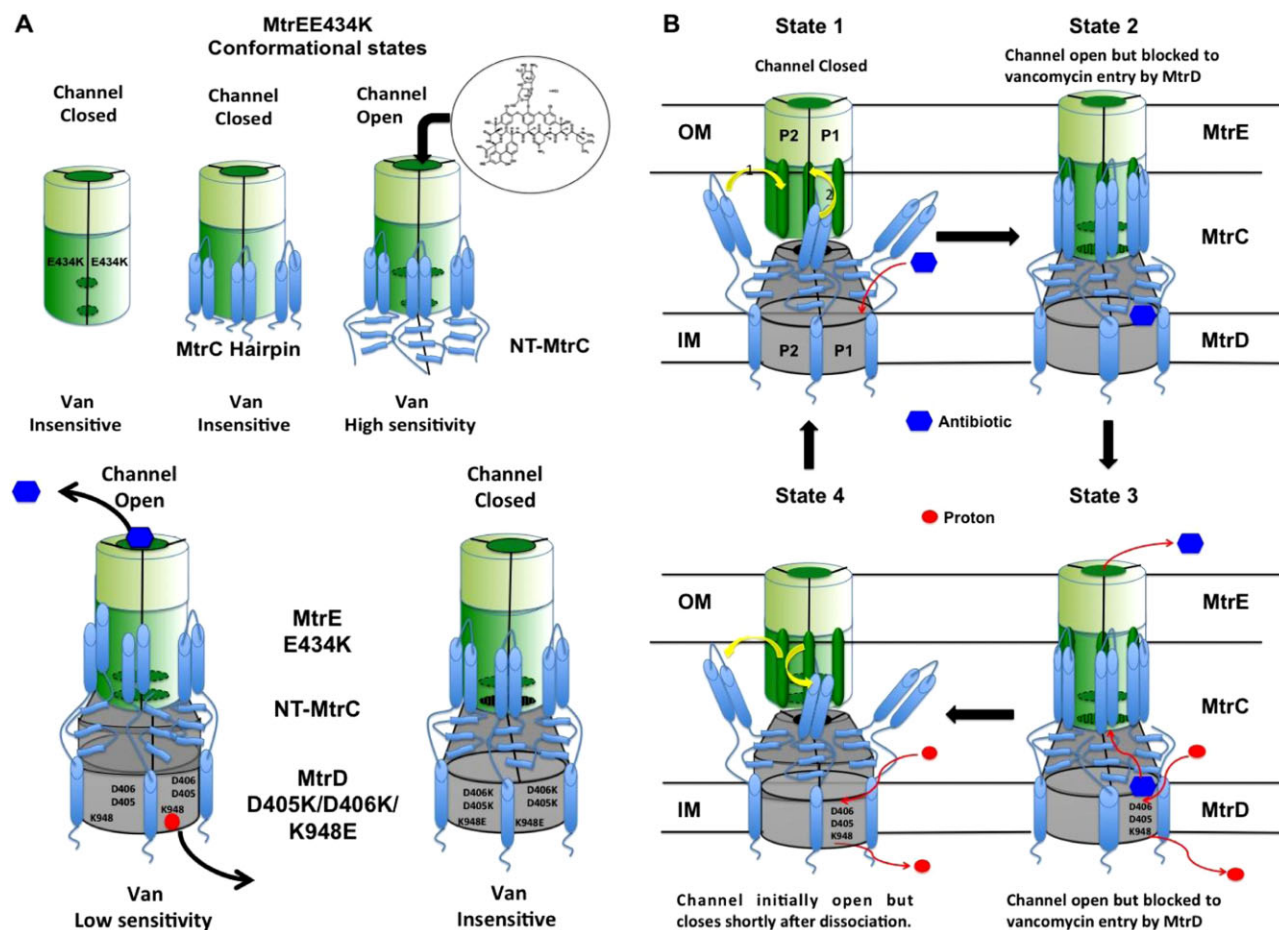 A
MtrEE434K
Conformational states
Channel
Closed
Channel
Closed
Channel
Open
E434K E434K
MtrC Hairpin
NT-MtrC
Van
Insensitive
Van
Insensitive
Van
High sensitivity
Channel
Open
Channel
Closed
MtrE
E434K
NT-MtrC
MtrD
D405K/D406K/
K948E
D406
D405
K948
D406
D405
K948
D406K
D405K
K948E
D406K
D405K
K948E
Van
Low sensitivity
Van
Insensitive
B
State 1
Channel Closed
State 2
Channel open but blocked to
vancomycin entry by MtrD
OM
P2 P1
MtrE
1
2
MtrC
IM
P2 P1
MtrD
Antibiotic
State 4
State 3
Proton
OM
MtrE
MtrC
IM
D406
D405
K948
D406
D405
K948
MtrD
Channel initially open but
closes shortly after dissociation.
Channel open but blocked to
vancomycin entry by MtrD